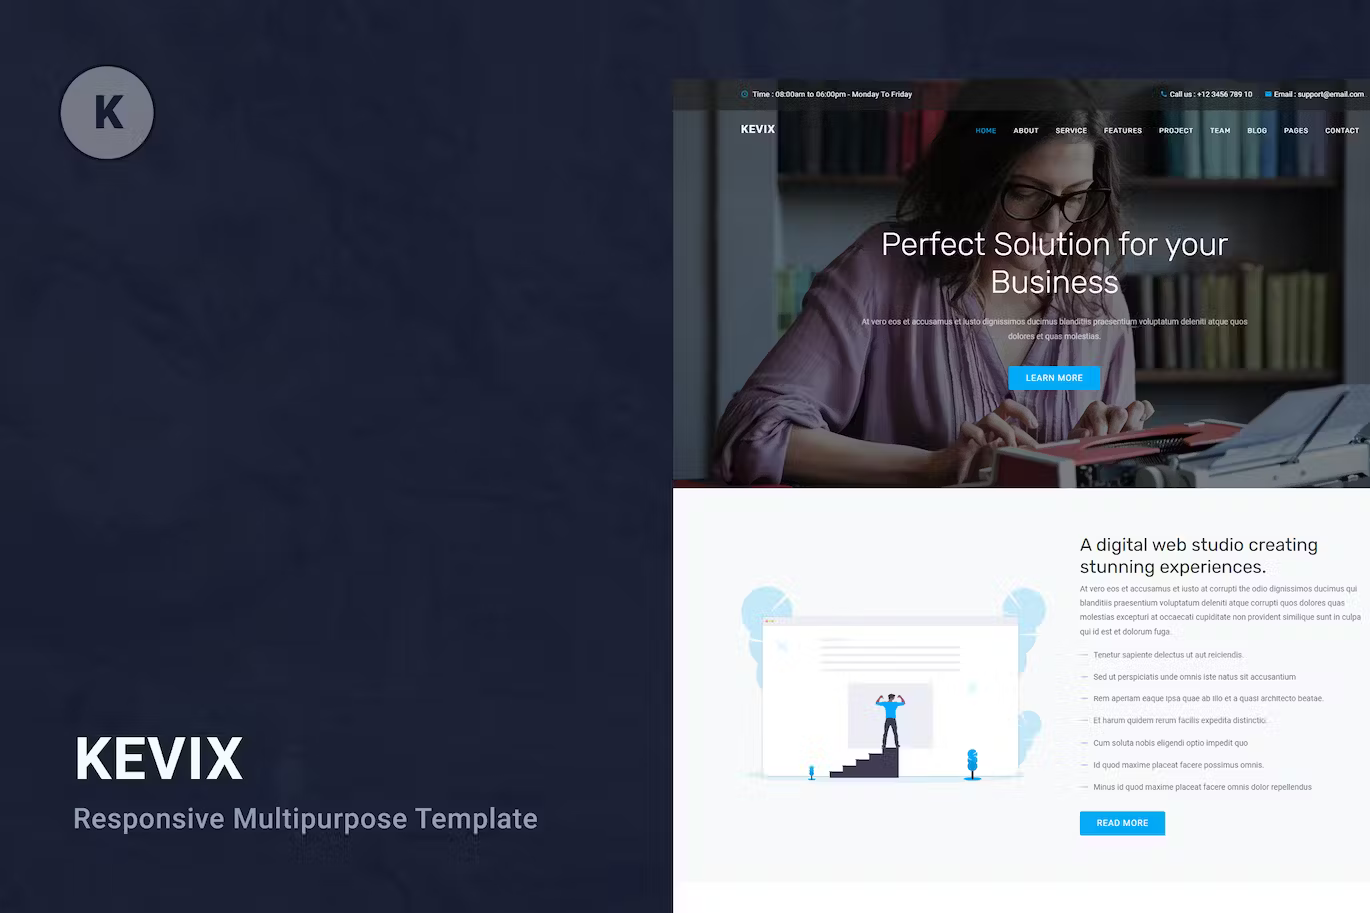 K
KEVIX
Responsive Multipurpose Template
Time : 08:00am to 06:00pm - Monday To Friday
Call us : +12 3456 789 10
Email : support@email.com
KEVIX
HOME ABOUT SERVICE FEATURES PROJECT TEAM BLOG PAGES CONTACT
Perfect Solution for your
Business
At vero eos et accusamus et iusto dignissimos ducimus blanditiis praesentium voluptatum deleniti atque quos
dolores et quas molestias.
LEARN MORE
A digital web studio creating
stunning experiences.
At vero eos et accusamus et iusto at corrupti the odio dignissimos ducimus qui
blanditiis praesentium voluptatum deleniti atque corrupti quos dolores quas
molestias excepturi at occaecati cupiditate non provident similique sunt in culpa
qui id est et dolorum fuga.
Tenetur sapiente delectus ut aut reiciendis.
Sed ut perspiciatis unde omnis iste natus sit accusantium
Rem aperiam eaque ipsa quae ab illo et a quasi architecto beatae.
Et harum quidem rerum facilis expedita distinctio.
Cum soluta nobis eligendi optio impedit quo
Id quod maxime placeat facere possimus omnis.
Minus id quod maxime placeat facere omnis dolor repellendus
READ MORE